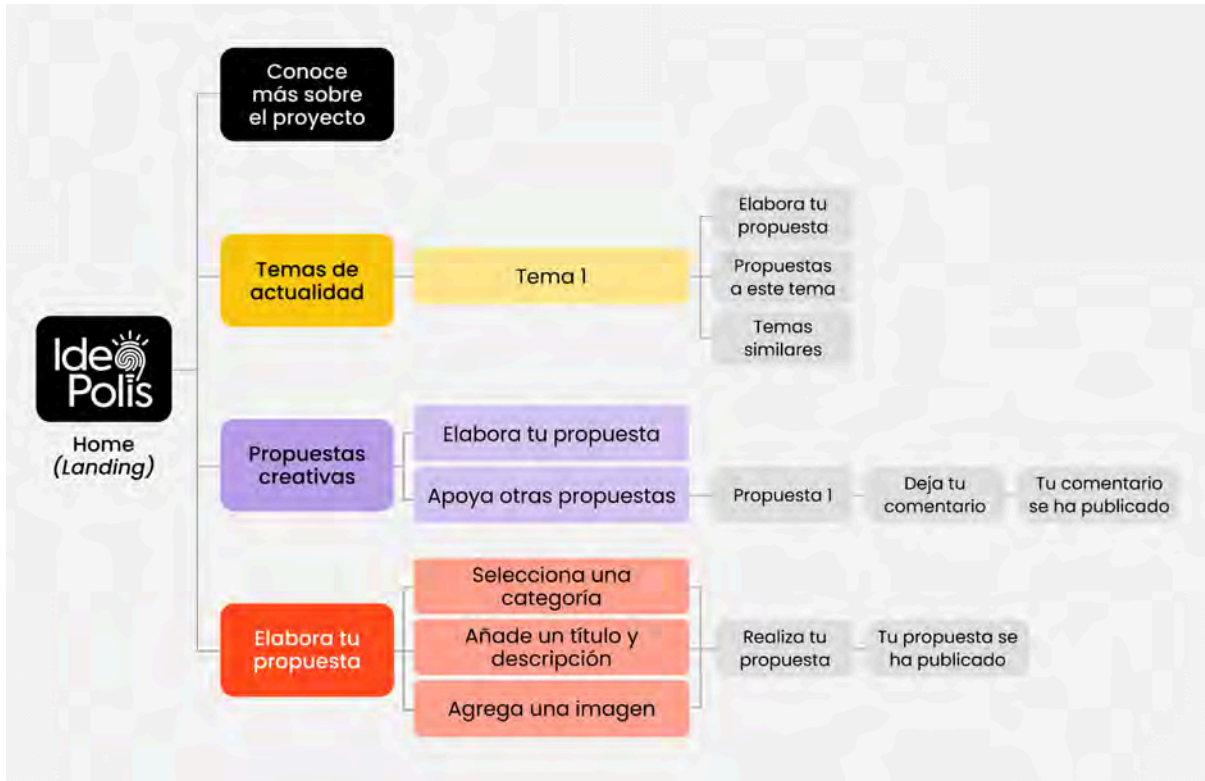 Conoce
más sobre
el proyecto
Temas de
actualidad
Tema 1
Elabora tu
propuesta
Propuestas
a este tema
Temas
similares
Ideo
Polis
Home
(Landing)
Propuestas
creativas
Elabora tu propuesta
Apoya otras propuestas
Propuesta 1
Deja tu
comentario
Tu comentario
se ha publicado
Elabora tu
propuesta
Selecciona una
categoría
Añade un título y
descripción
Agrega una imagen
Realiza tu
propuesta
Tu propuesta se
ha publicado